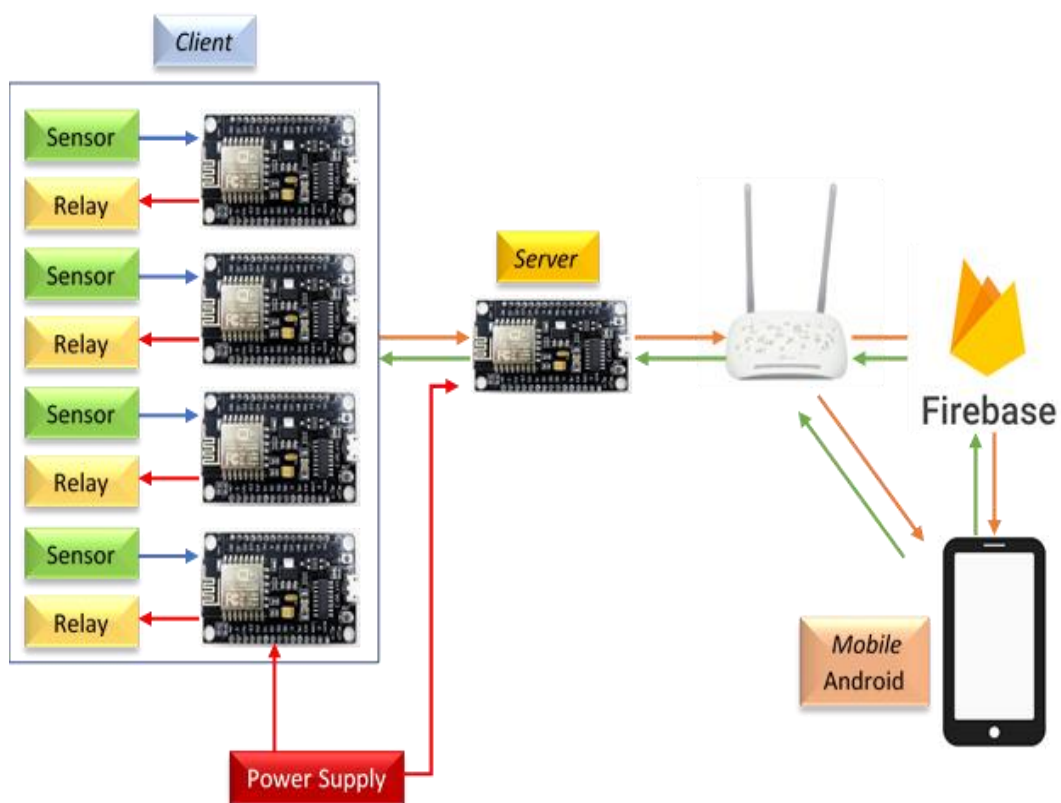 Client
Sensor
Relay
Sensor
Relay
Sensor
Relay
Sensor
Relay
Server
Firebase
Mobile
Android
Power Supply